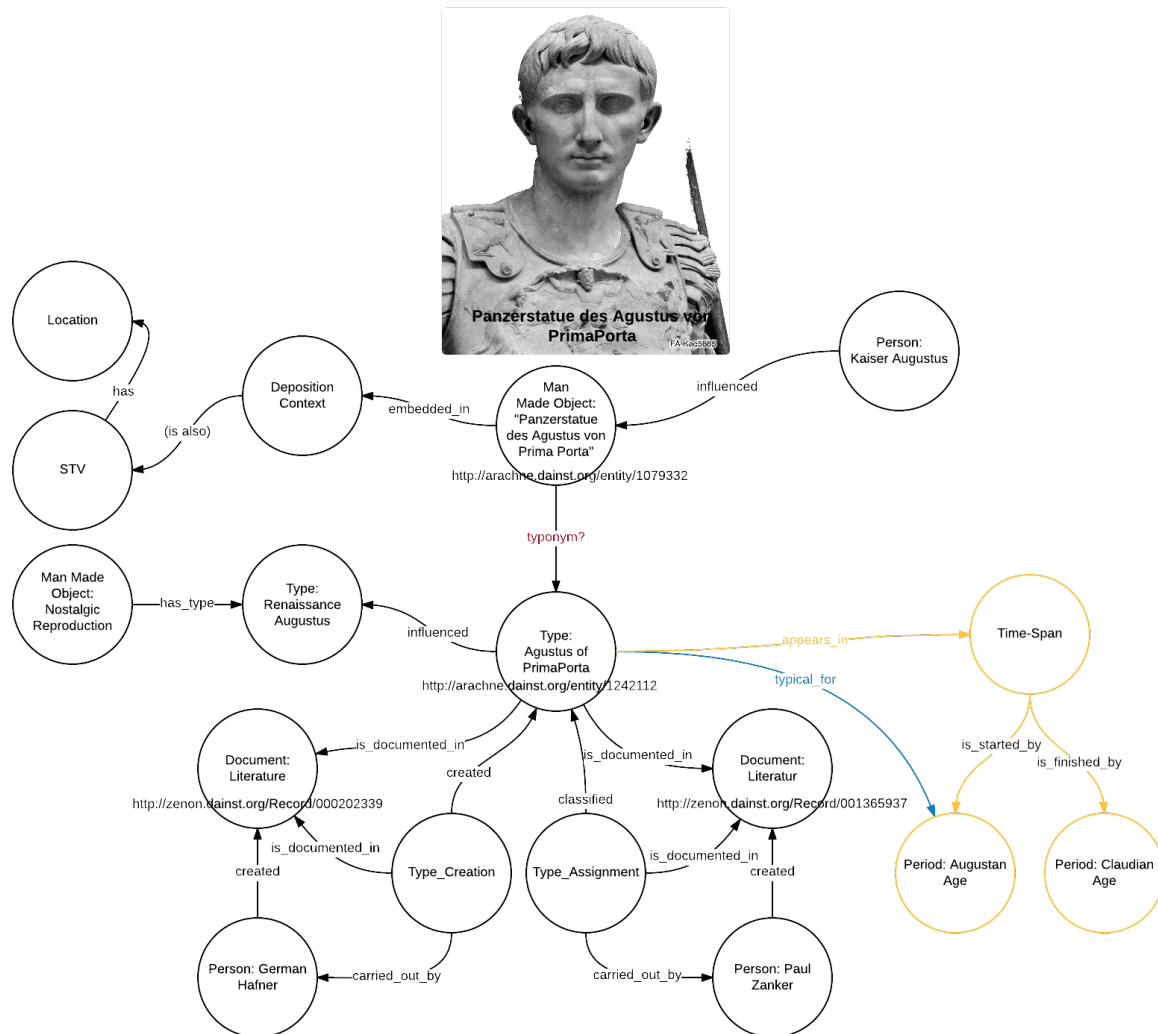 Panzerstatue des Agustus von
PrimaPorta
FA-Kae5685
Location
Person:
Kaiser Augustus
Deposition
Context
influenced
Man
Made Object:
"Panzerstatue
des Agustus von
Prima Porta"
has
embedded_in
(is also)
STV
http://arachne.dainst.org/entity/1079332
typonym?
Man Made
Object:
Nostalgic
Reproduction
has_type
Type:
Renaissance
Augustus
influenced
Type:
Agustus of
PrimaPorta
http://arachne.dainst.org/entity/1242112
appears_in
Time-Span
typical_for
is_documented_in
is_documented_in
is_started_by
is_finished_by
Document:
Literature
http://zenon.dainst.org/Record/000202339
created
classified
Document:
Literatur
http://zenon.dainst.org/Record/001365937
is_documented_in
is_documented_in
created
Type_Creation
Type_Assignment
created
Period: Augustan
Age
Period: Claudian
Age
Person: German
Hafner
carried_out_by
carried_out_by
Person: Paul
Zanker